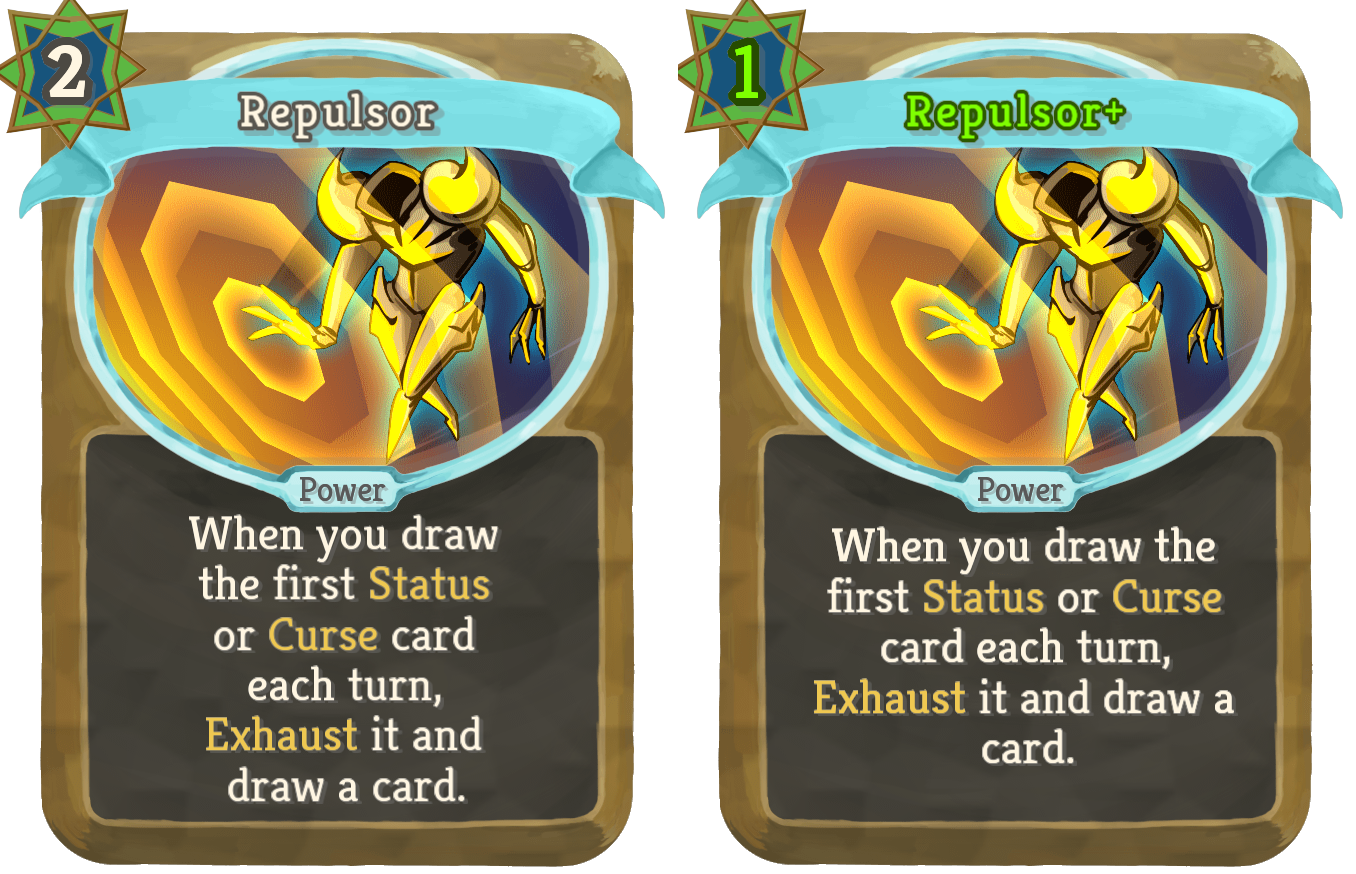 2
Repulsor
Power
When you draw
the first Status
or Curse card
each turn,
Exhaust it and
draw a card.
1
Repulsor+
Power
When you draw the
first Status or Curse
card each turn,
Exhaust it and draw a
card.